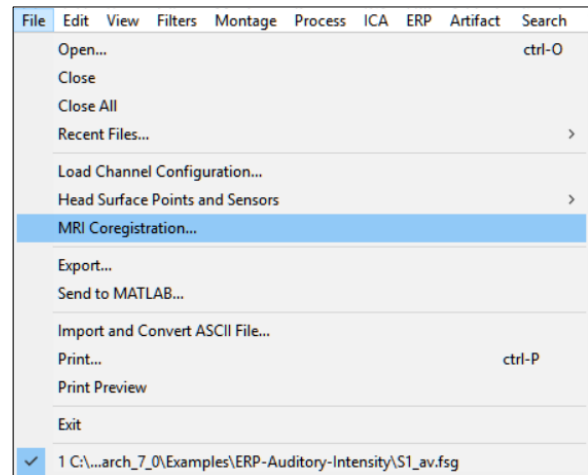 File Edit View Filters Montage Process ICA ERP Artifact Search
Open... ctrl-O
Close
Close All
Recent Files...
Load Channel Configuration...
Head Surface Points and Sensors
MRI Coregistration...
Export...
Send to MATLAB...
Import and Convert ASCII File...
Print... ctrl-P
Print Preview
Exit
1 C:\...arch_7_0\Examples\ERP-Auditory-Intensity\S1_av.fsg